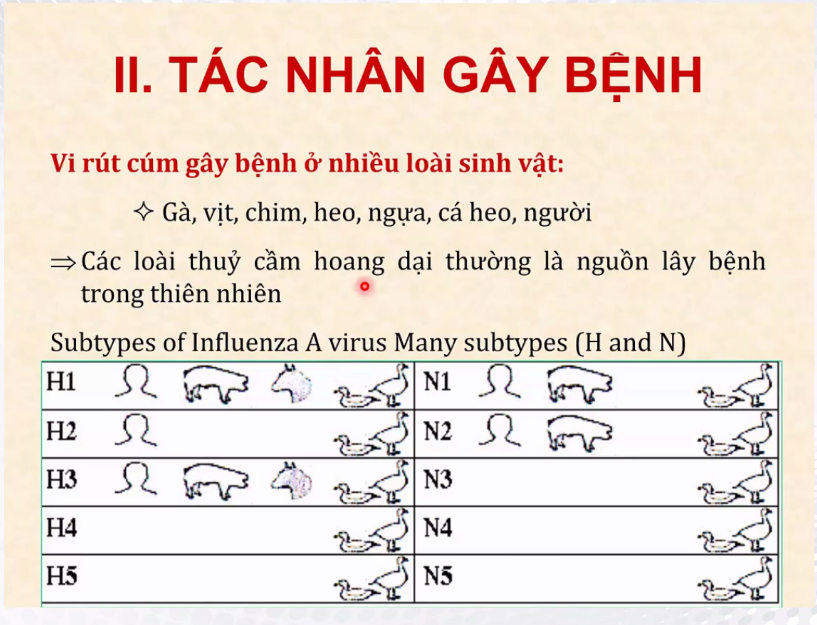 II. TÁC NHÂN GÂY BỆNH
Vi rút cúm gây bệnh ở nhiều loài sinh vật:
✧ Gà, vịt, chim, heo, ngựa, cá heo, người
⇒ Các loài thuỷ cầm hoang dại thường là nguồn lây bệnh
trong thiên nhiên
Subtypes of Influenza A virus Many subtypes (H and N)
H1 N1
H2 N2
H3 N3
H4 N4
H5 N5